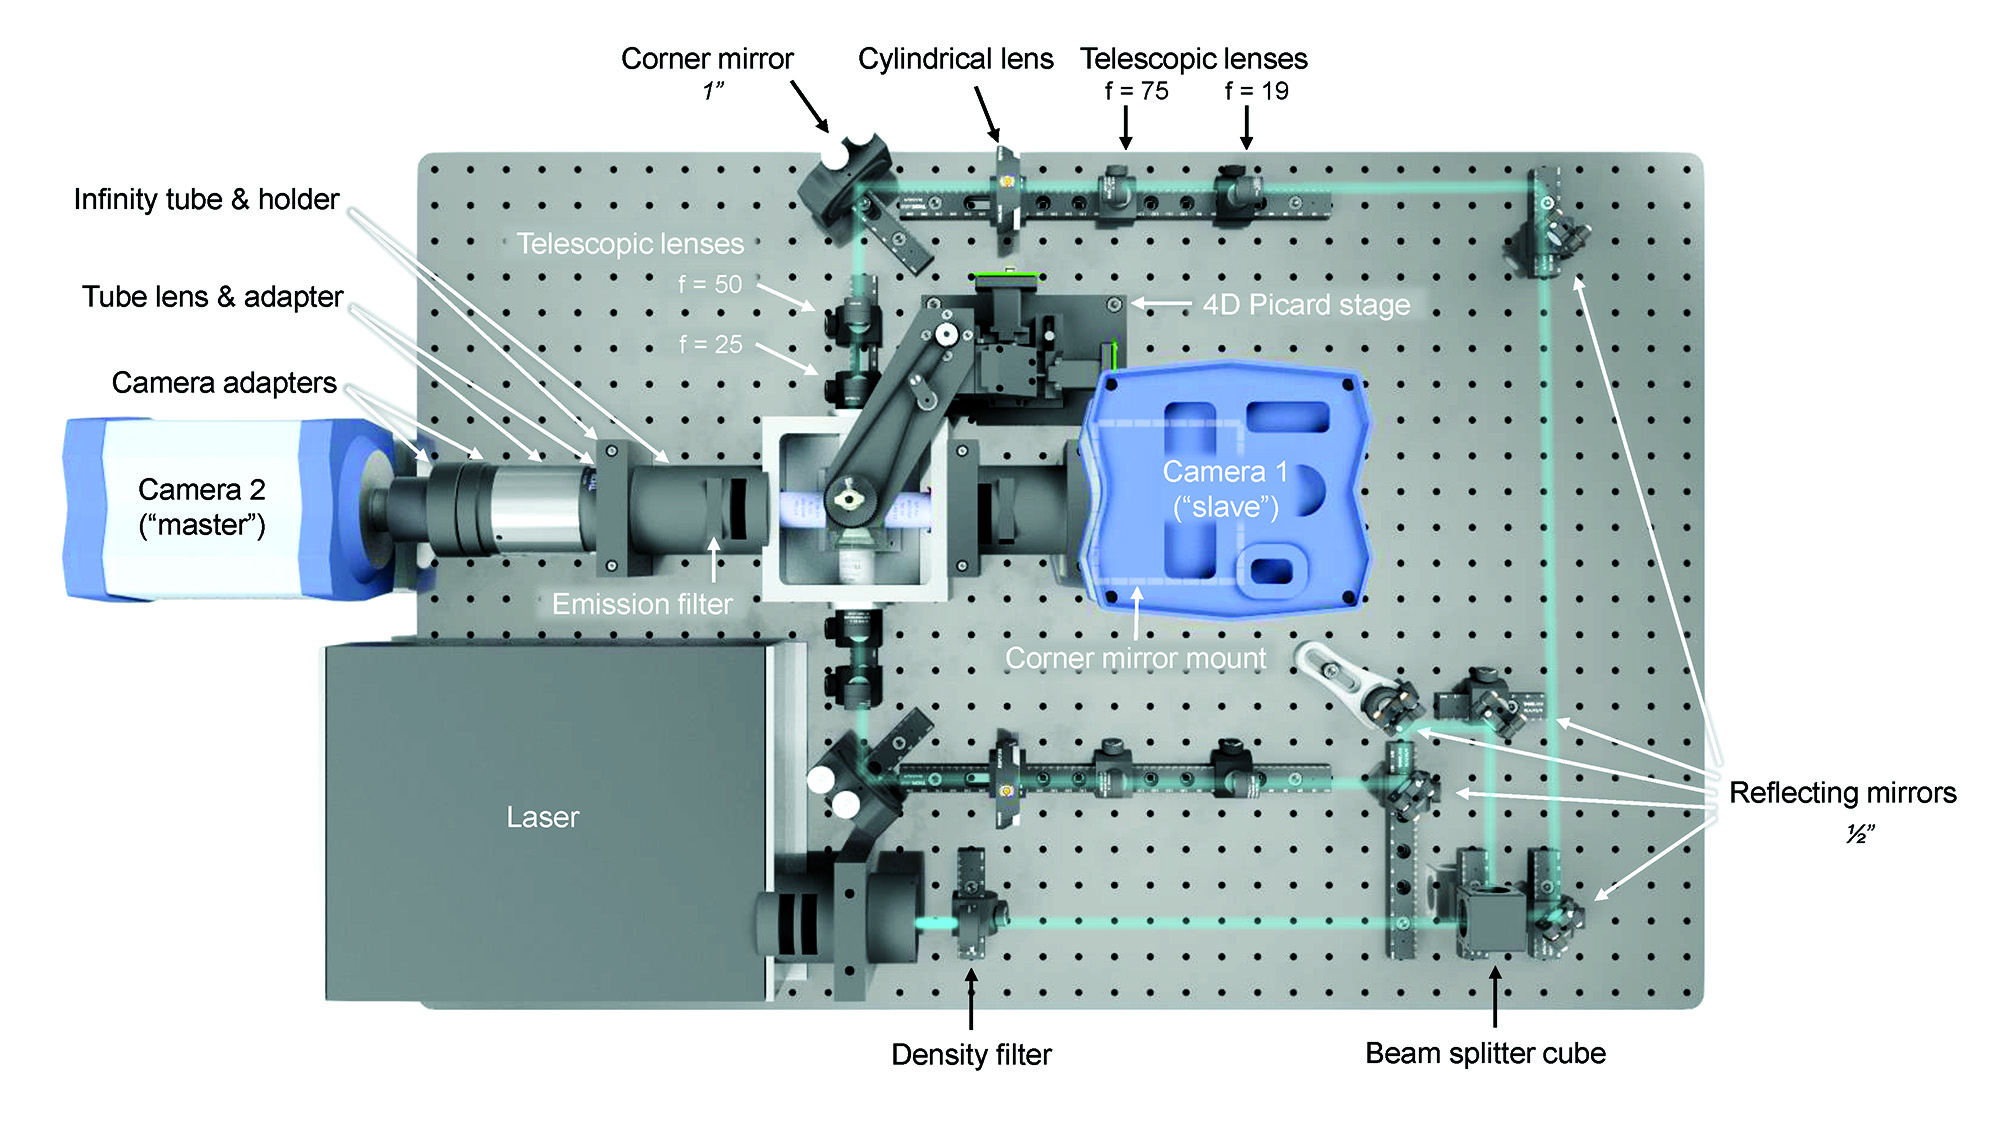 Corner mirror
1”
Cylindrical lens
Telescopic lenses
f = 75
f = 19
Infinity tube & holder
Telescopic lenses
f = 50
f = 25
Tube lens & adapter
4D Picard stage
Camera adapters
Camera 2
(“master”)
Camera 1
(“slave”)
Emission filter
Corner mirror mount
Laser
Reflecting mirrors
½”
Density filter
Beam splitter cube